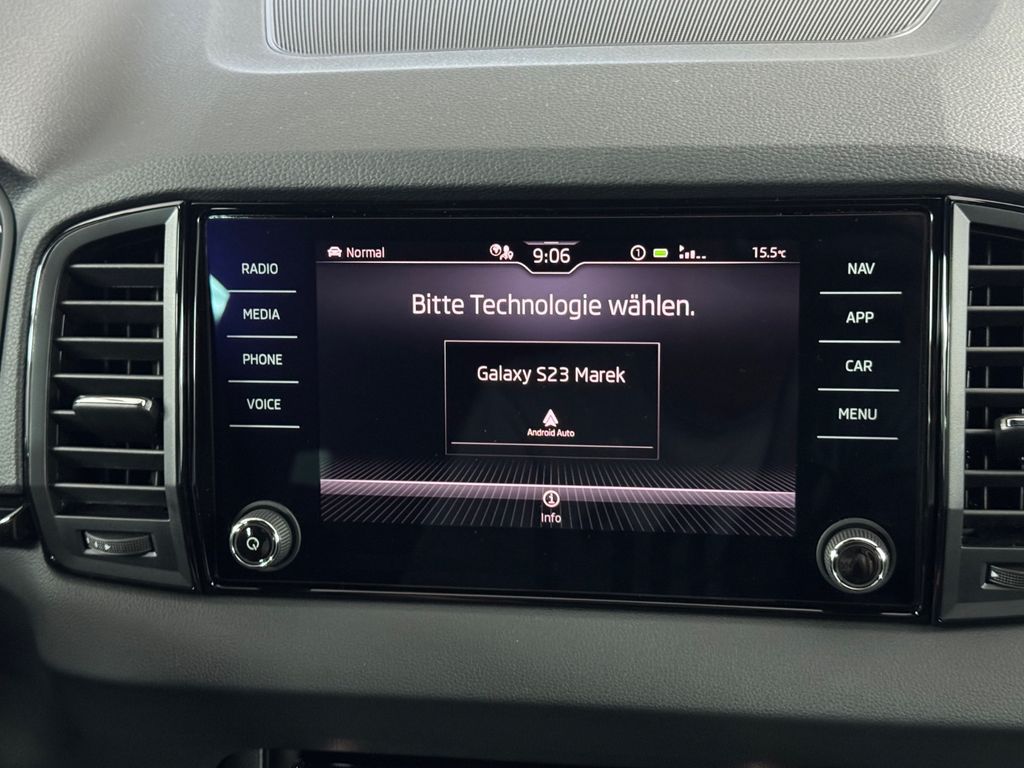 Normal
9:06
1
15.5°C
RADIO
MEDIA
PHONE
VOICE
Bitte Technologie wählen.
Galaxy S23 Marek
Android Auto
Info
NAV
APP
CAR
MENU